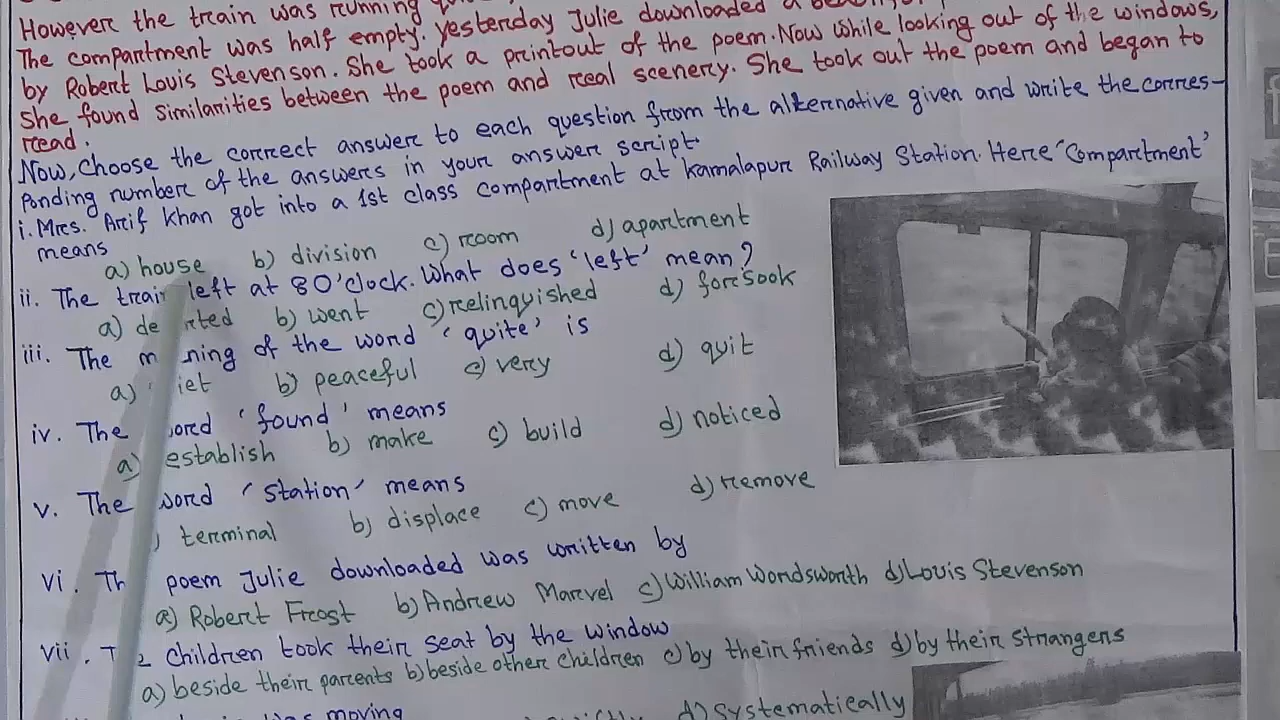 However the train was running
The compartment was half empty. yesterday Julie downloaded a
by Robert Louis Stevenson. She took a printout of the poem. Now while looking out of the windows,
She found similarities between the poem and real scenery. She took out the poem and began to
read.
Now, Choose the correct answer to each question from the alternative given and write the corres-
ponding number of the answers in your answer script.
i. Mrs. Arif Khan got into a 1st class compartment at Kamalapur Railway Station. Here 'Compartment'
means
a) house b) division c) room d) apartment
ii. The train left at 8 O'clock. What does 'left' mean?
a) de rted b) went c) relinquished d) forsook
iii. The m ning of the word 'quite' is
a) iet b) peaceful c) very d) quit
iv. The ord 'found' means
a) establish b) make c) build d) noticed
v. The word 'station' means
) terminal b) displace c) move d) remove
vi. Th poem Julie downloaded was written by
a) Robert Frost b) Andrew Marvel c) William Wordsworth d) Louis Stevenson
vii. T e children took their seat by the window
a) beside their parents b) beside other children c) by their friends d) by their strangers
was moving
d) systematically